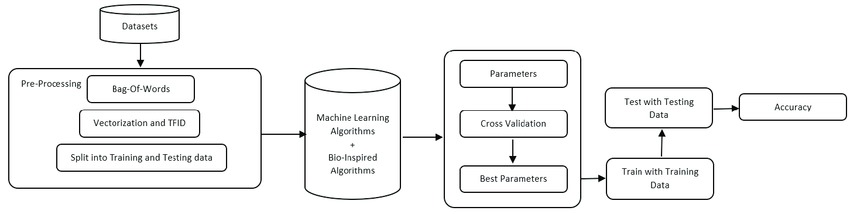 Datasets
Pre-Processing
Bag-Of-Words
Vectorization and TFID
Split into Training and Testing data
Machine Learning
Algorithms
+
Bio-Inspired
Algorithms
Parameters
Cross Validation
Best Parameters
Test with Testing
Data
Train with Training
Data
Accuracy